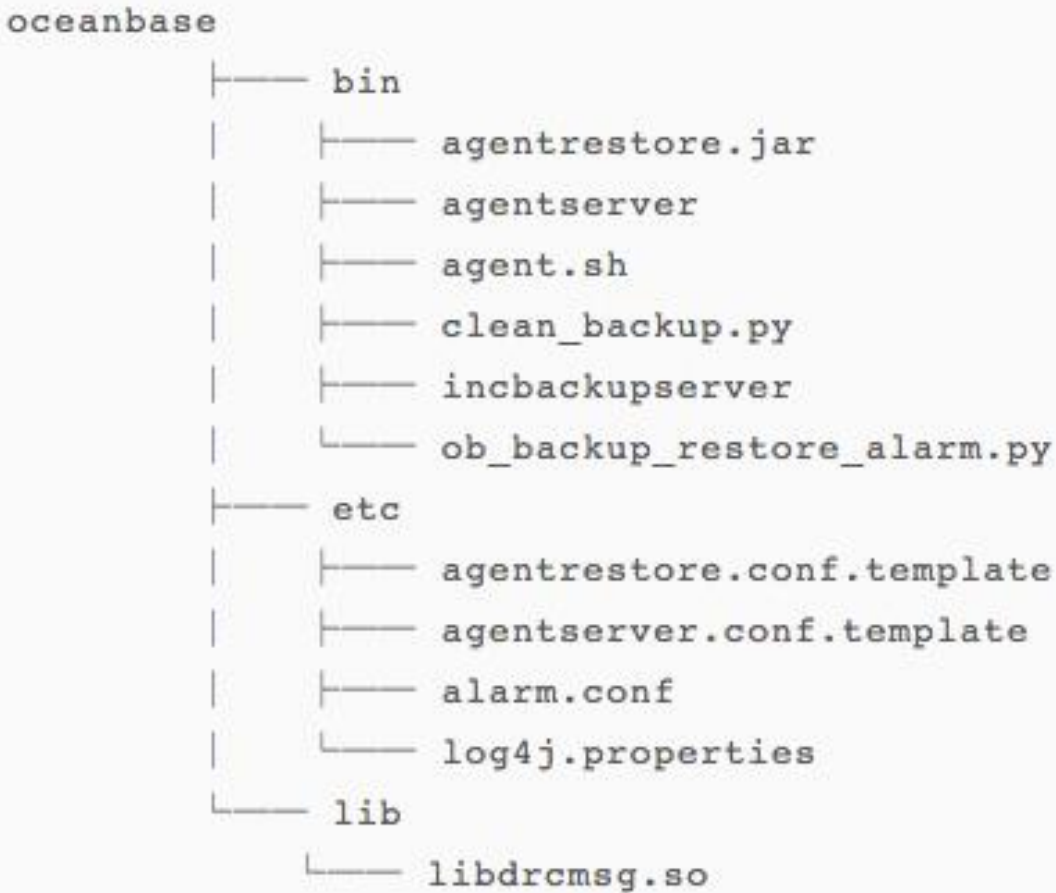 oceanbase
├── bin
│   ├── agentrestore.jar
│   ├── agentserver
│   ├── agent.sh
│   ├── clean_backup.py
│   ├── incbackupserver
│   └── ob_backup_restore_alarm.py
├── etc
│   ├── agentrestore.conf.template
│   ├── agentserver.conf.template
│   ├── alarm.conf
│   └── log4j.properties
└── lib
    └── libdrcmsg.so